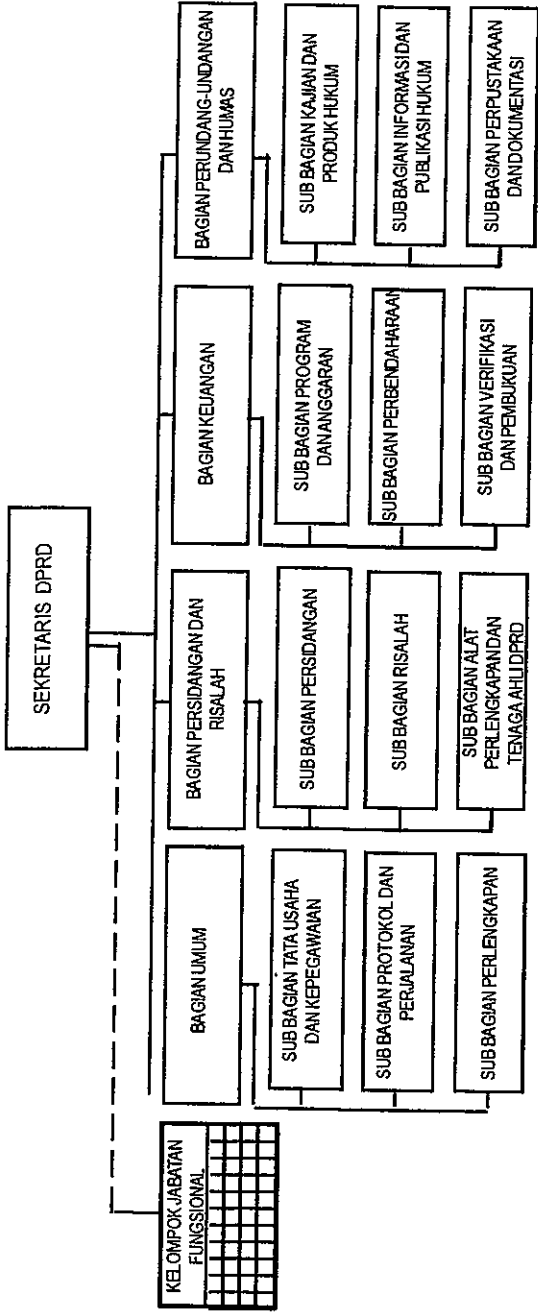 SEKRETARIS DPRD
KELOMPOK JABATAN
FUNGSIONAL
BAGIAN UMUM
SUB BAGIAN TATA USAHA
DAN KEPEGAWAIAN
SUB BAGIAN PROTOKOL DAN
PERJALANAN
SUB BAGIAN PERLENGKAPAN
BAGIAN PERSIDANGAN DAN
RISALAH
SUB BAGIAN PERSIDANGAN
SUB BAGIAN RISALAH
SUB BAGIAN ALAT
PERLENGKAPAN DAN
TENAGA AHLI DPRD
BAGIAN KEUANGAN
SUB BAGIAN PROGRAM
DAN ANGGARAN
SUB BAGIAN PERBENDAHARAAN
SUB BAGIAN VERIFIKASI
DAN PEMBUKUAN
BAGIAN PERUNDANG-UNDANGAN
DAN HUMAS
SUB BAGIAN KAJIAN DAN
PRODUK HUKUM
SUB BAGIAN INFORMASI DAN
PUBLIKASI HUKUM
SUB BAGIAN PERPUSTAKAAN
DAN DOKUMENTASI